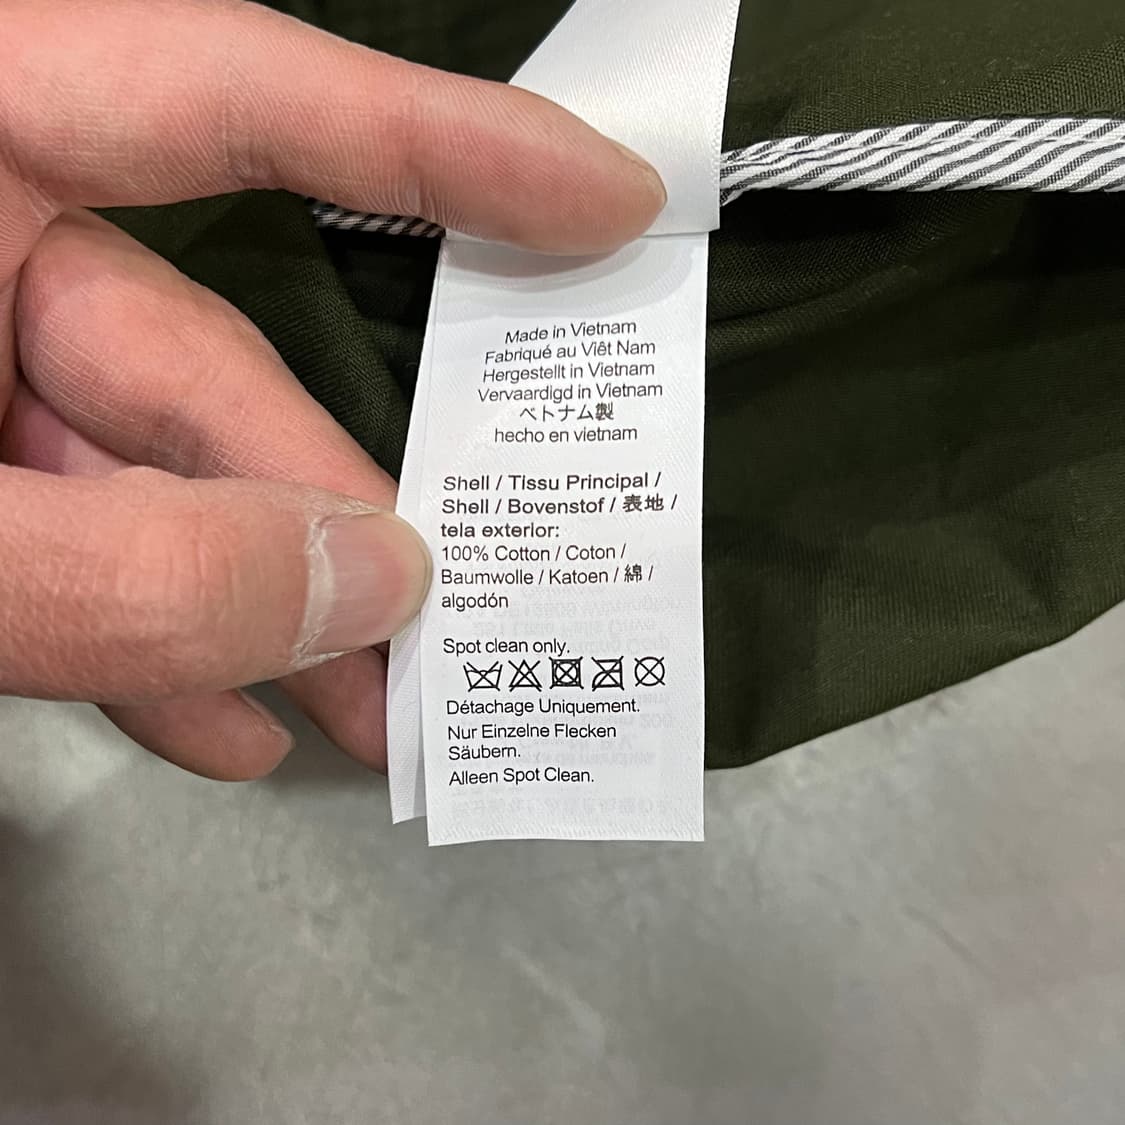 Made in Vietnam
Fabriqué au Viêt Nam
Hergestellt in Vietnam
Vervaardigd in Vietnam
ベトナム製
hecho en vietnam
Shell / Tissu Principal /
Shell / Bovenstof / 表地 /
tela exterior:
100% Cotton / Coton /
Baumwolle / Katoen / 綿 /
algodón
Spot clean only.
Détachage Uniquement.
Nur Einzelne Flecken
Säubern.
Alleen Spot Clean.